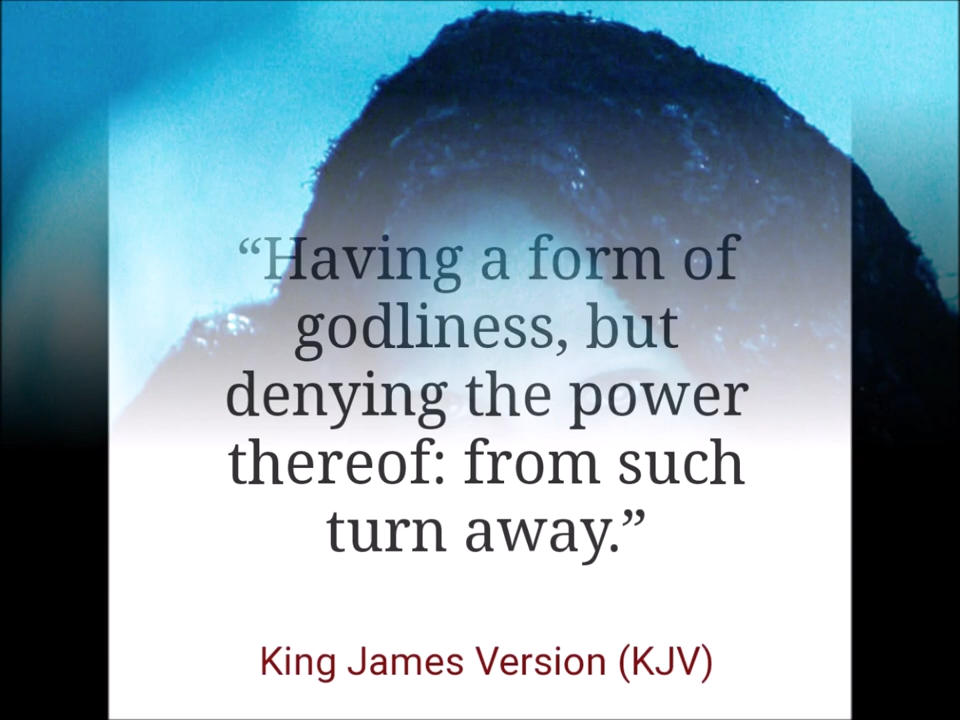 “Having a form of
godliness, but
denying the power
thereof: from such
turn away.”
King James Version (KJV)